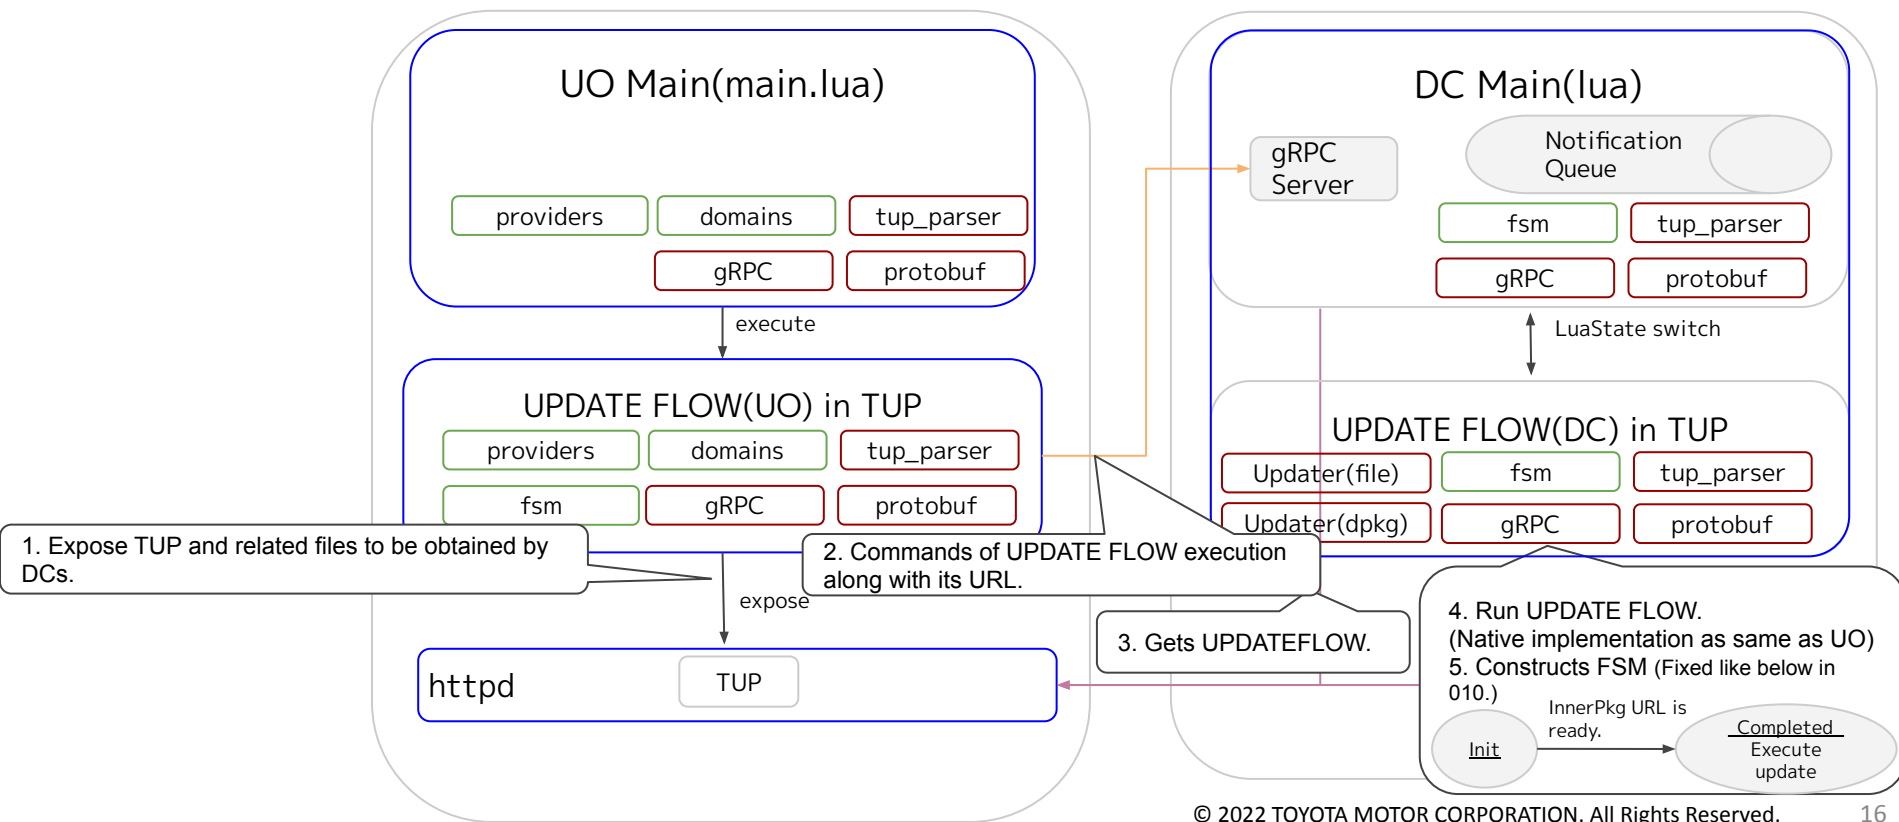 UO Main(main.lua)
providers
domains
tup_parser
gRPC
protobuf
execute
UPDATE FLOW(UO) in TUP
providers
domains
tup_parser
fsm
gRPC
protobuf
1. Expose TUP and related files to be obtained by
DCs.
expose
httpd
TUP
2. Commands of UPDATE FLOW execution
along with its URL.
3. Gets UPDATEFLOW.
DC Main(lua)
gRPC
Server
Notification
Queue
fsm
tup_parser
gRPC
protobuf
LuaState switch
UPDATE FLOW(DC) in TUP
Updater(file)
fsm
tup_parser
Updater(dpkg)
gRPC
protobuf
4. Run UPDATE FLOW.
(Native implementation as same as UO)
5. Constructs FSM (Fixed like below in
010.)
InnerPkg URL is
ready.
Init
Completed
Execute
update
© 2022 TOYOTA MOTOR CORPORATION. All Rights Reserved.
16